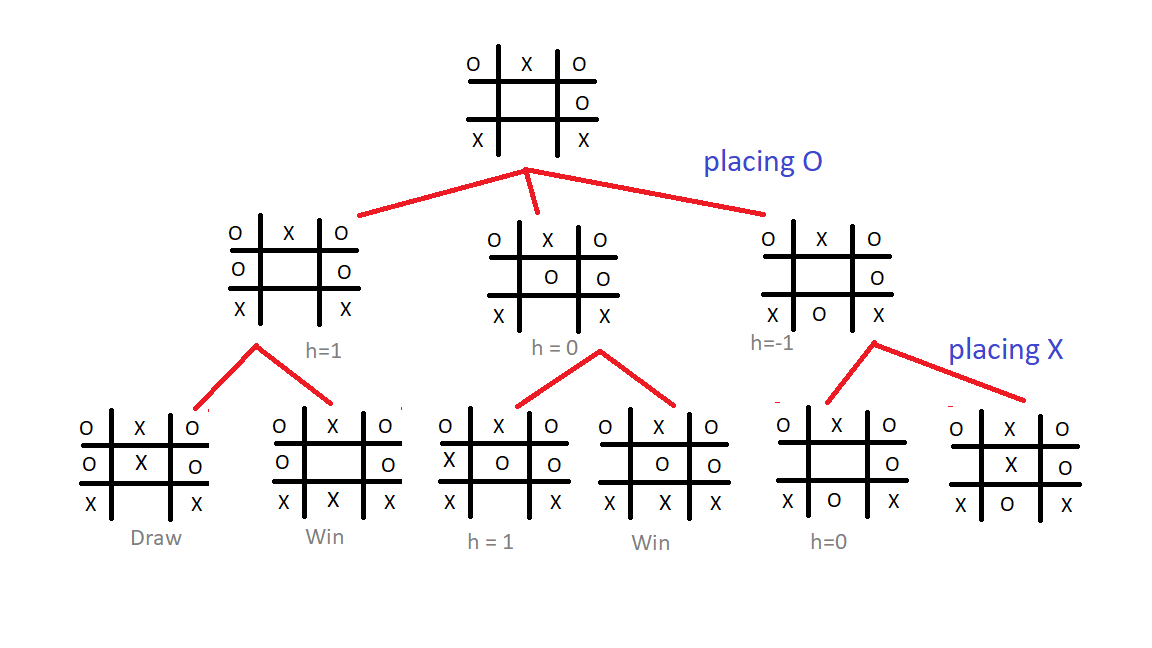 O X O
O
X X
placing O
O X O
O O
X X
h=1
O X O
O O
X X
h = 0
O X O
O
X O X
h=-1
placing X
O X O
O X O
X X
Draw
O X O
O O
X X X
Win
O X O
X O O
X X
h = 1
O X O
O O
X X X
Win
O X O
O
X O X
h=0
O X O
X O
X O X